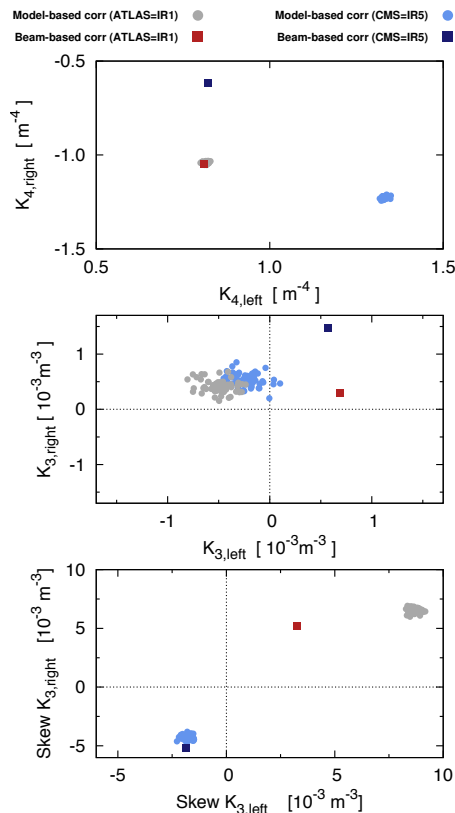 Model-based corr (ATLAS=IR1) Model-based corr (CMS=IR5)
Beam-based corr (ATLAS=IR1) Beam-based corr (CMS=IR5)
-0.5
-1.0
-1.5
K4,right [ m-4]
0.5 1.0 1.5
K4,left [ m-4 ]
1
0
-1
K3,right [10-3m-3]
-1 0 1
K3,left [ 10-3m-3 ]
10
5
0
-5
Skew K3,right [10-3 m-3]
-5 0 5 10
Skew K3,left [10-3 m-3]